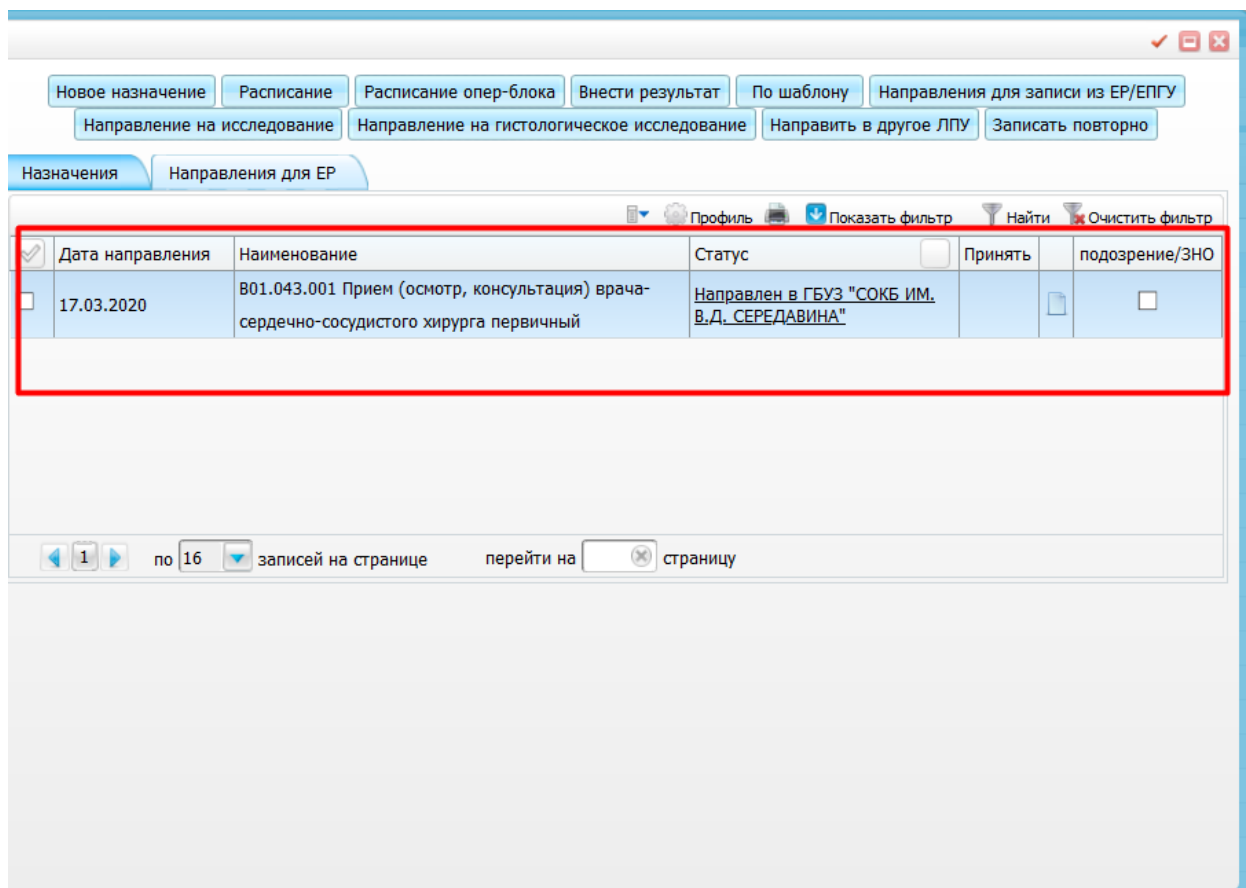 Новое назначение Расписание Расписание опер-блока Внести результат По шаблону Направления для записи из ЕР/ЕПГУ
Направление на исследование Направление на гистологическое исследование Направить в другое ЛПУ Записать повторно
Назначения Направления для ЕР
Профиль Показать фильтр Найти Очистить фильтр
Дата направления Наименование Статус Принять подозрение/ЗНО
17.03.2020
B01.043.001 Прием (осмотр, консультация) врача-
сердечно-сосудистого хирурга первичный
Направлен в ГБУЗ "СОКБ ИМ.
В.Д. СЕРЕДАВИНА"
1 по 16 записей на странице перейти на страницу